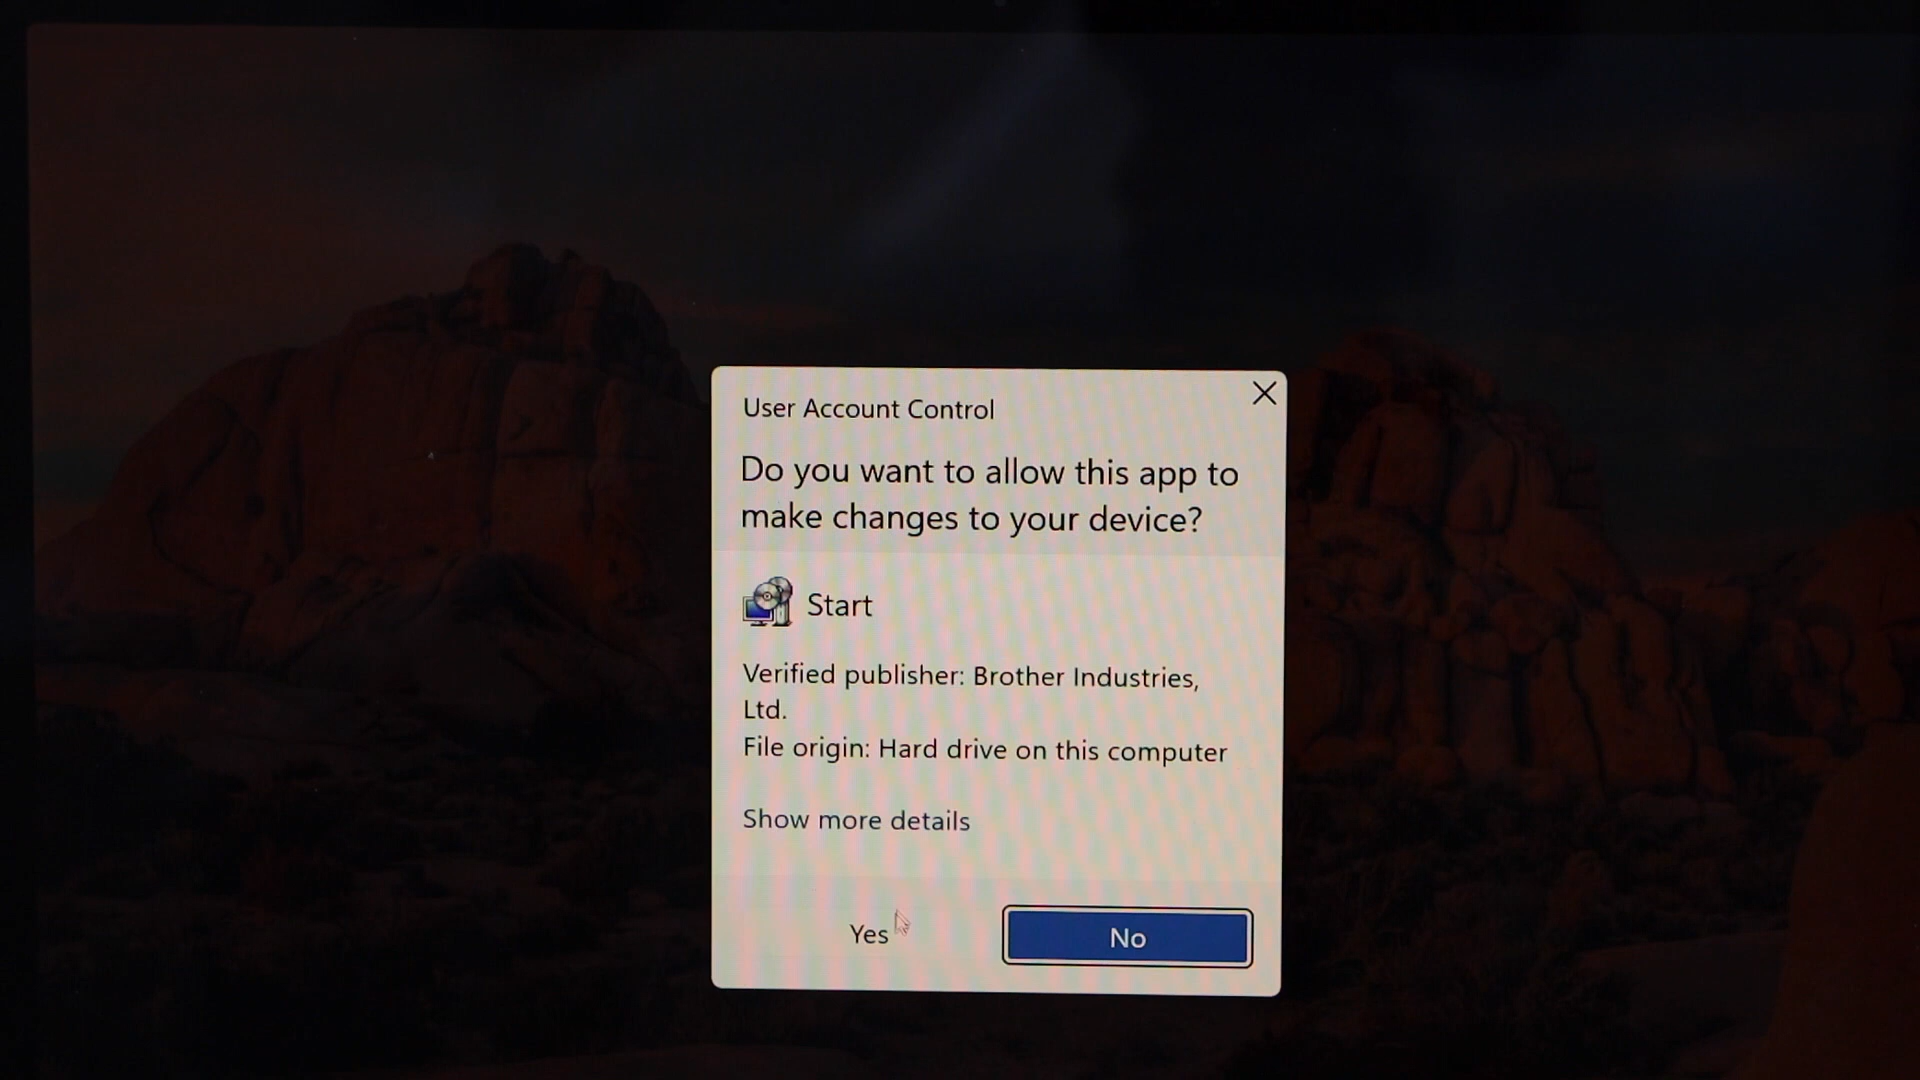 User Account Control
Do you want to allow this app to
make changes to your device?
Start
Verified publisher: Brother Industries,
Ltd.
File origin: Hard drive on this computer
Show more details
Yes
No